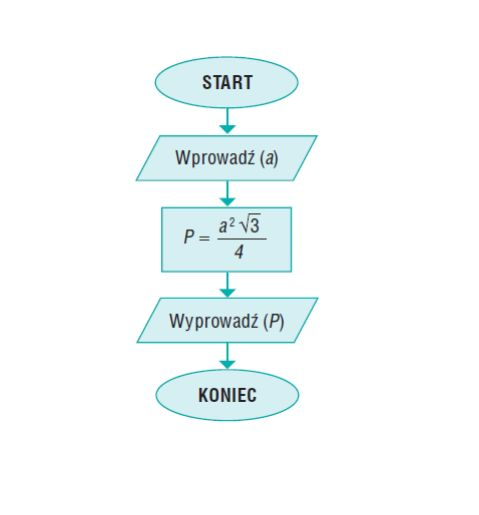 START
Wprowadź (a)
P = a² √3 / 4
Wyprowadź (P)
KONIEC